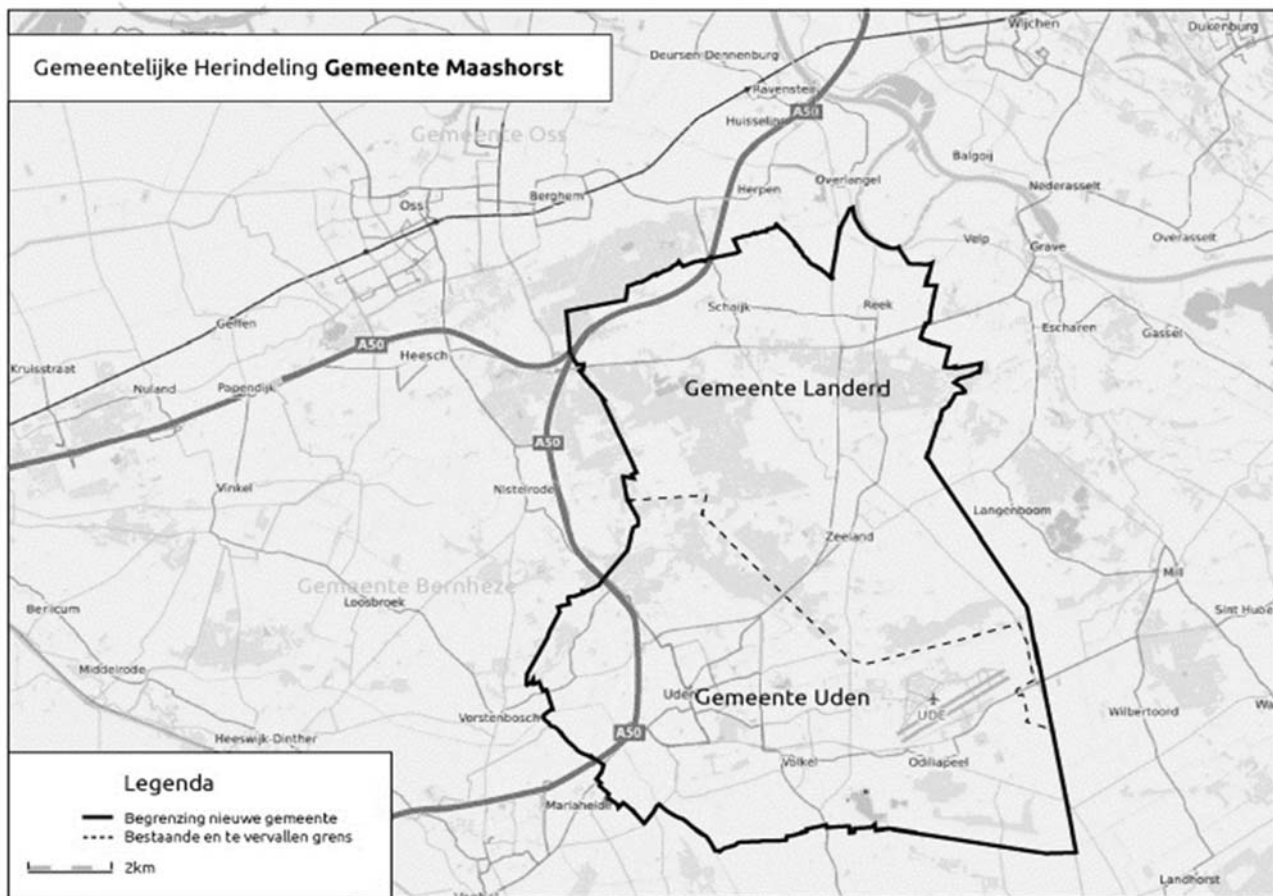 Gemeentelijke Herindeling Gemeente Maashorst
Wijchen
Dukenburg
Deursen-Dennenburg
Ravenstein
A50
Huisseling
Gemeente Oss
Balgoij
Overlangel
Nederasselt
Herpen
Berghem
Oss
Velp
Grave
Overasselt
Schaijk
Reek
Geffen
Escharen
Gassel
A50
Heesch
Kruisstraat
Nuland
Papendijk
Gemeente Landerd
A50
Vinkel
Nistelrode
Langenboom
Zeeland
Mill
Gemeente Bernheze
Loosbroek
Berlicum
Sint Hube
Middelrode
Uden
Gemeente Uden
UDE
Vorstenbosch
Wilbertoord
Wa
A50
Heeswijk-Dinther
Volkel
Odiliapeel
Mariaheide
Landhorst
Legenda
Begrenzing nieuwe gemeente
Bestaande en te vervallen grens
2km